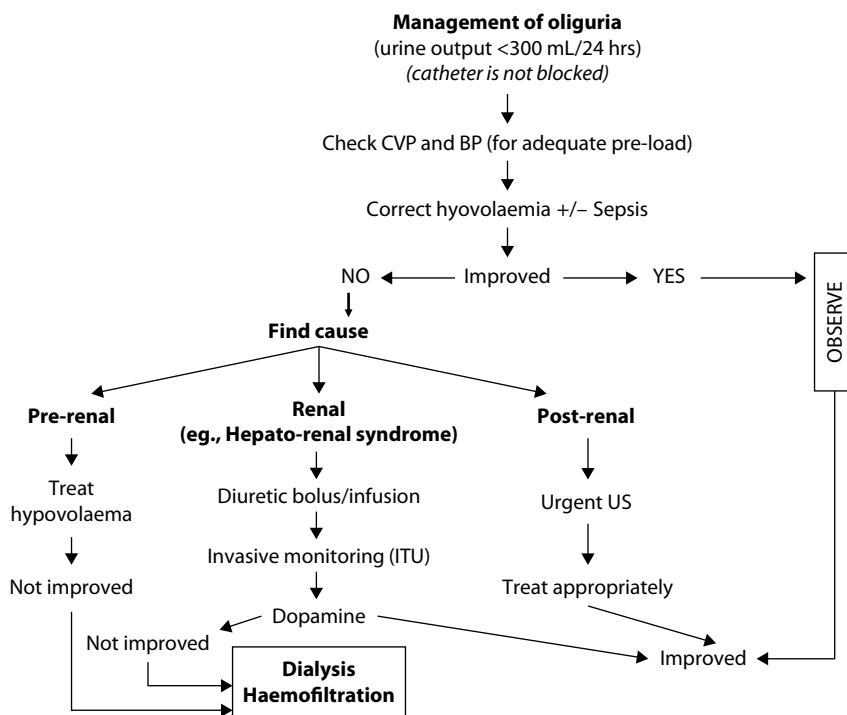 Management of oliguria
(urine output <300 mL/24 hrs)
(catheter is not blocked)
Check CVP and BP (for adequate pre-load)
Correct hyovolaemia +/– Sepsis
NO
Improved
YES
OBSERVE
Find cause
Pre-renal
Renal
(eg., Hepato-renal syndrome)
Post-renal
Treat
hypovolaema
Diuretic bolus/infusion
Urgent US
Invasive monitoring (ITU)
Not improved
Treat appropriately
Dopamine
Not improved
Improved
Dialysis
Haemofiltration